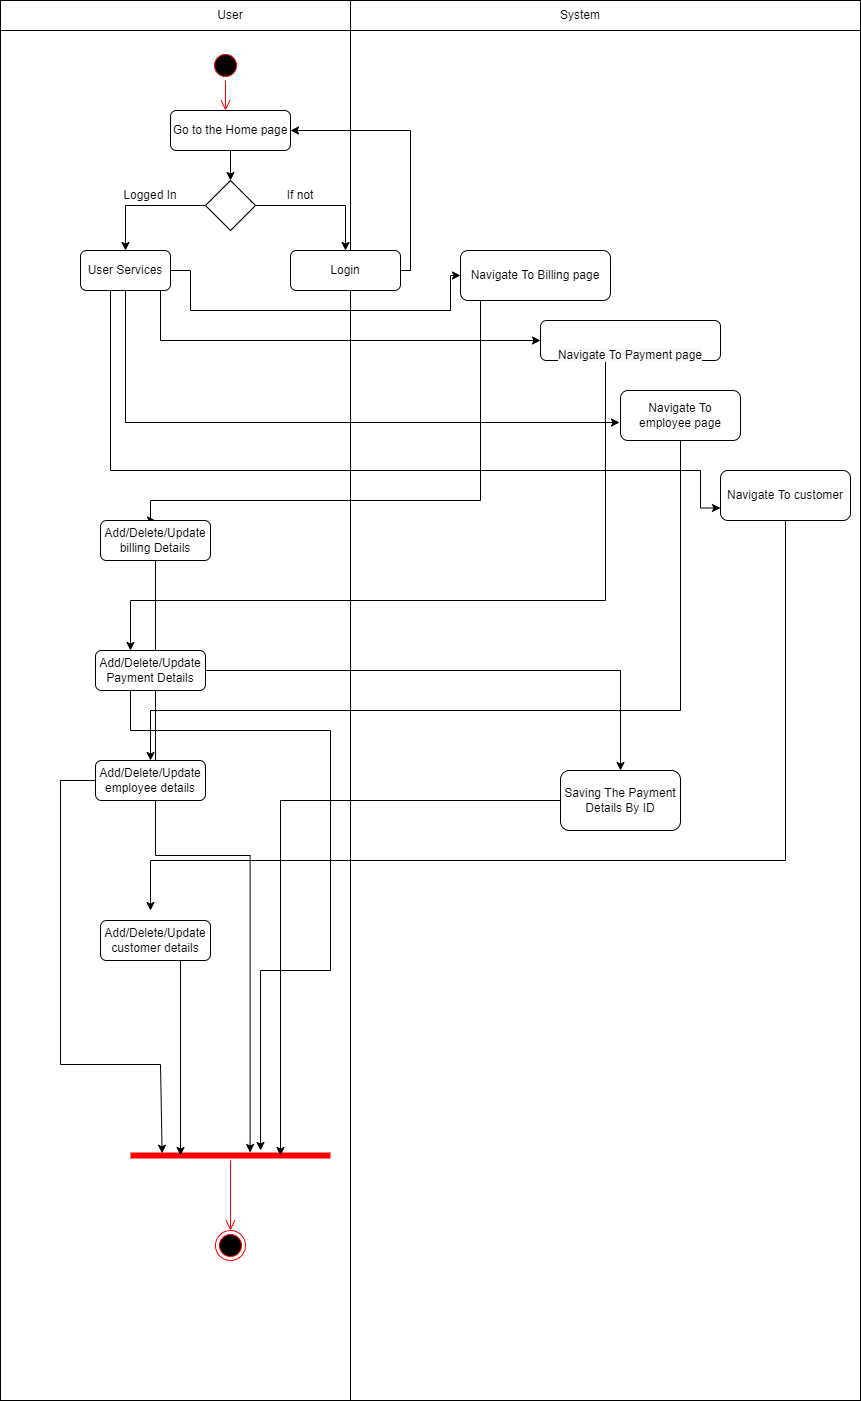 User
System
Go to the Home page
Logged In
If not
User Services
Login
Navigate To Billing page
Navigate To Payment page
Navigate To
employee page
Navigate To customer
Add/Delete/Update
billing Details
Add/Delete/Update
Payment Details
Add/Delete/Update
employee details
Saving The Payment
Details By ID
Add/Delete/Update
customer details